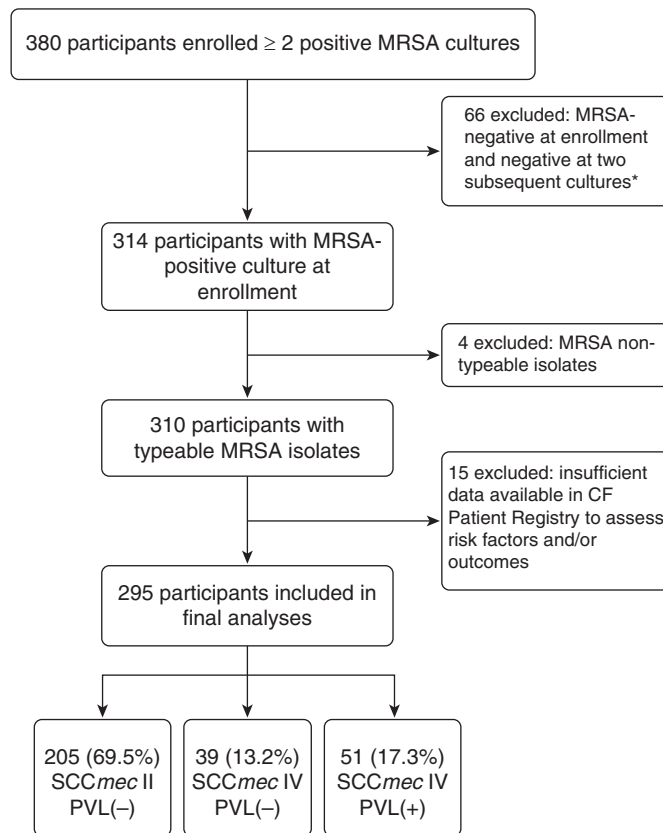 380 participants enrolled ≥ 2 positive MRSA cultures
66 excluded: MRSA-
negative at enrollment
and negative at two
subsequent cultures*
314 participants with MRSA-
positive culture at
enrollment
4 excluded: MRSA non-
typeable isolates
310 participants with
typeable MRSA isolates
15 excluded: insufficient
data available in CF
Patient Registry to assess
risk factors and/or
outcomes
295 participants included in
final analyses
205 (69.5%)
SCCmec II
PVL(–)
39 (13.2%)
SCCmec IV
PVL(–)
51 (17.3%)
SCCmec IV
PVL(+)